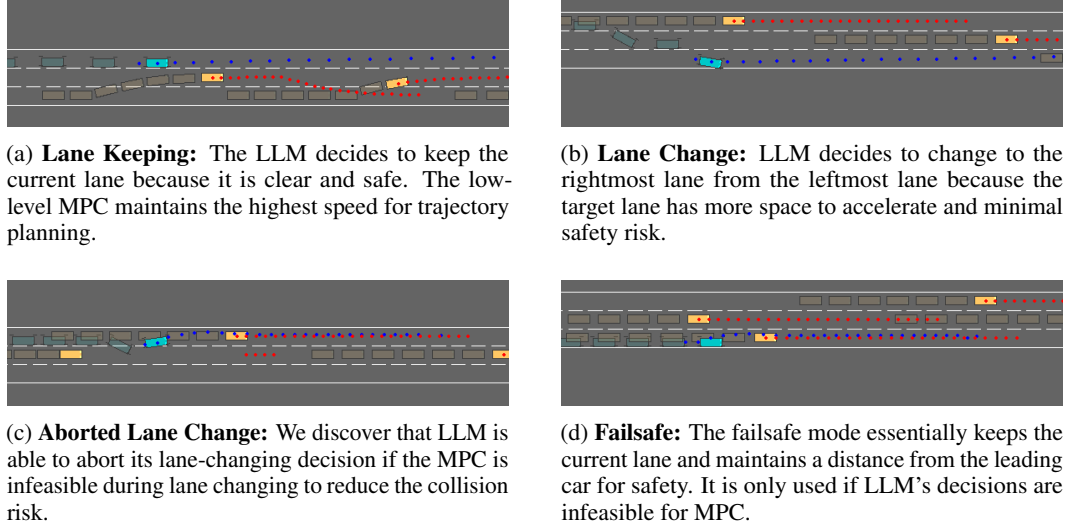 (a) Lane Keeping: The LLM decides to keep the
current lane because it is clear and safe. The low-
level MPC maintains the highest speed for trajectory
planning.
(b) Lane Change: LLM decides to change to the
rightmost lane from the leftmost lane because the
target lane has more space to accelerate and minimal
safety risk.
(c) Aborted Lane Change: We discover that LLM is
able to abort its lane-changing decision if the MPC is
infeasible during lane changing to reduce the collision
risk.
(d) Failsafe: The failsafe mode essentially keeps the
current lane and maintains a distance from the leading
car for safety. It is only used if LLM's decisions are
infeasible for MPC.